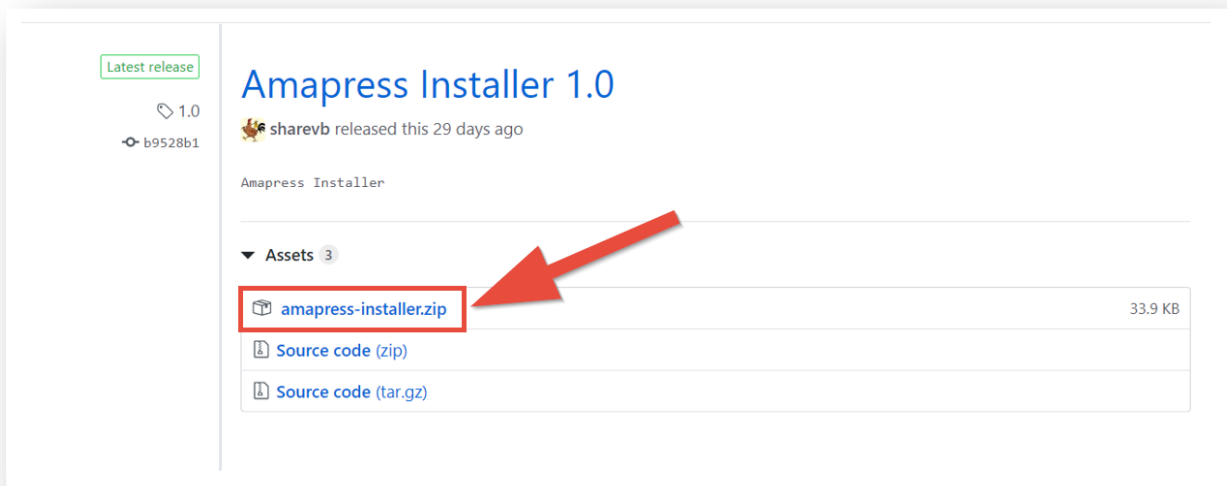 Latest release
1.0
b9528b1
Amapress Installer 1.0
sharevb released this 29 days ago
Amapress Installer
Assets 3
amapress-installer.zip 33.9 KB
Source code (zip)
Source code (tar.gz)